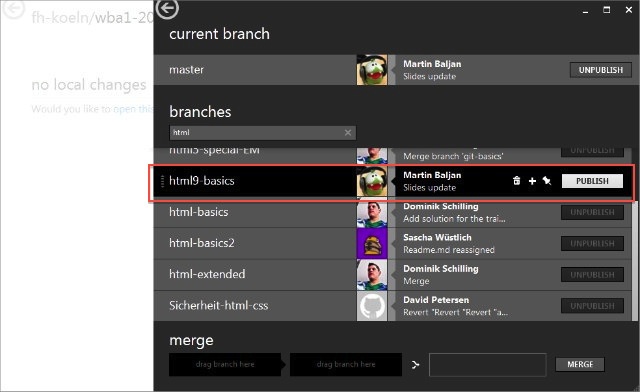 fh-koeln/wba1-20
current branch
no local changes
Would you like to open this
master
Martin Baljan
Slides update
UNPUBLISH
branches
html
html5-special-EM
Merge branch 'git-basics'
UNPUBLISH
html9-basics
Martin Baljan
Slides update
PUBLISH
html-basics
Dominik Schilling
Add solution for the trai...
UNPUBLISH
html-basics2
Sascha Wüstlich
Readme.md reassigned
UNPUBLISH
html-extended
Dominik Schilling
Merge
UNPUBLISH
Sicherheit-html-css
David Petersen
Revert "Revert "Revert "a...
UNPUBLISH
merge
drag branch here
drag branch here
MERGE